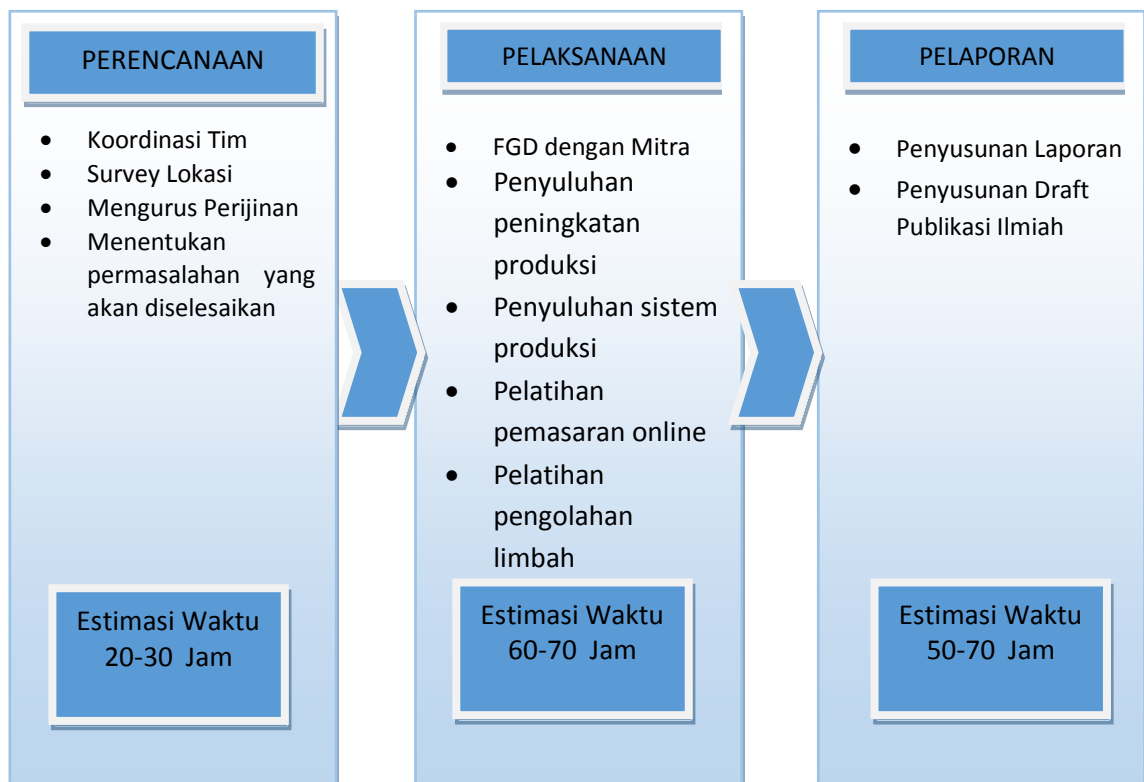 PERENCANAAN
• Koordinasi Tim
• Survey Lokasi
• Mengurus Perijinan
• Menentukan
permasalahan yang
akan diselesaikan
Estimasi Waktu
20-30 Jam
PELAKSANAAN
• FGD dengan Mitra
• Penyuluhan
peningkatan
produksi
• Penyuluhan sistem
produksi
• Pelatihan
pemasaran online
• Pelatihan
pengolahan
limbah
Estimasi Waktu
60-70 Jam
PELAPORAN
• Penyusunan Laporan
• Penyusunan Draft
Publikasi Ilmiah
Estimasi Waktu
50-70 Jam